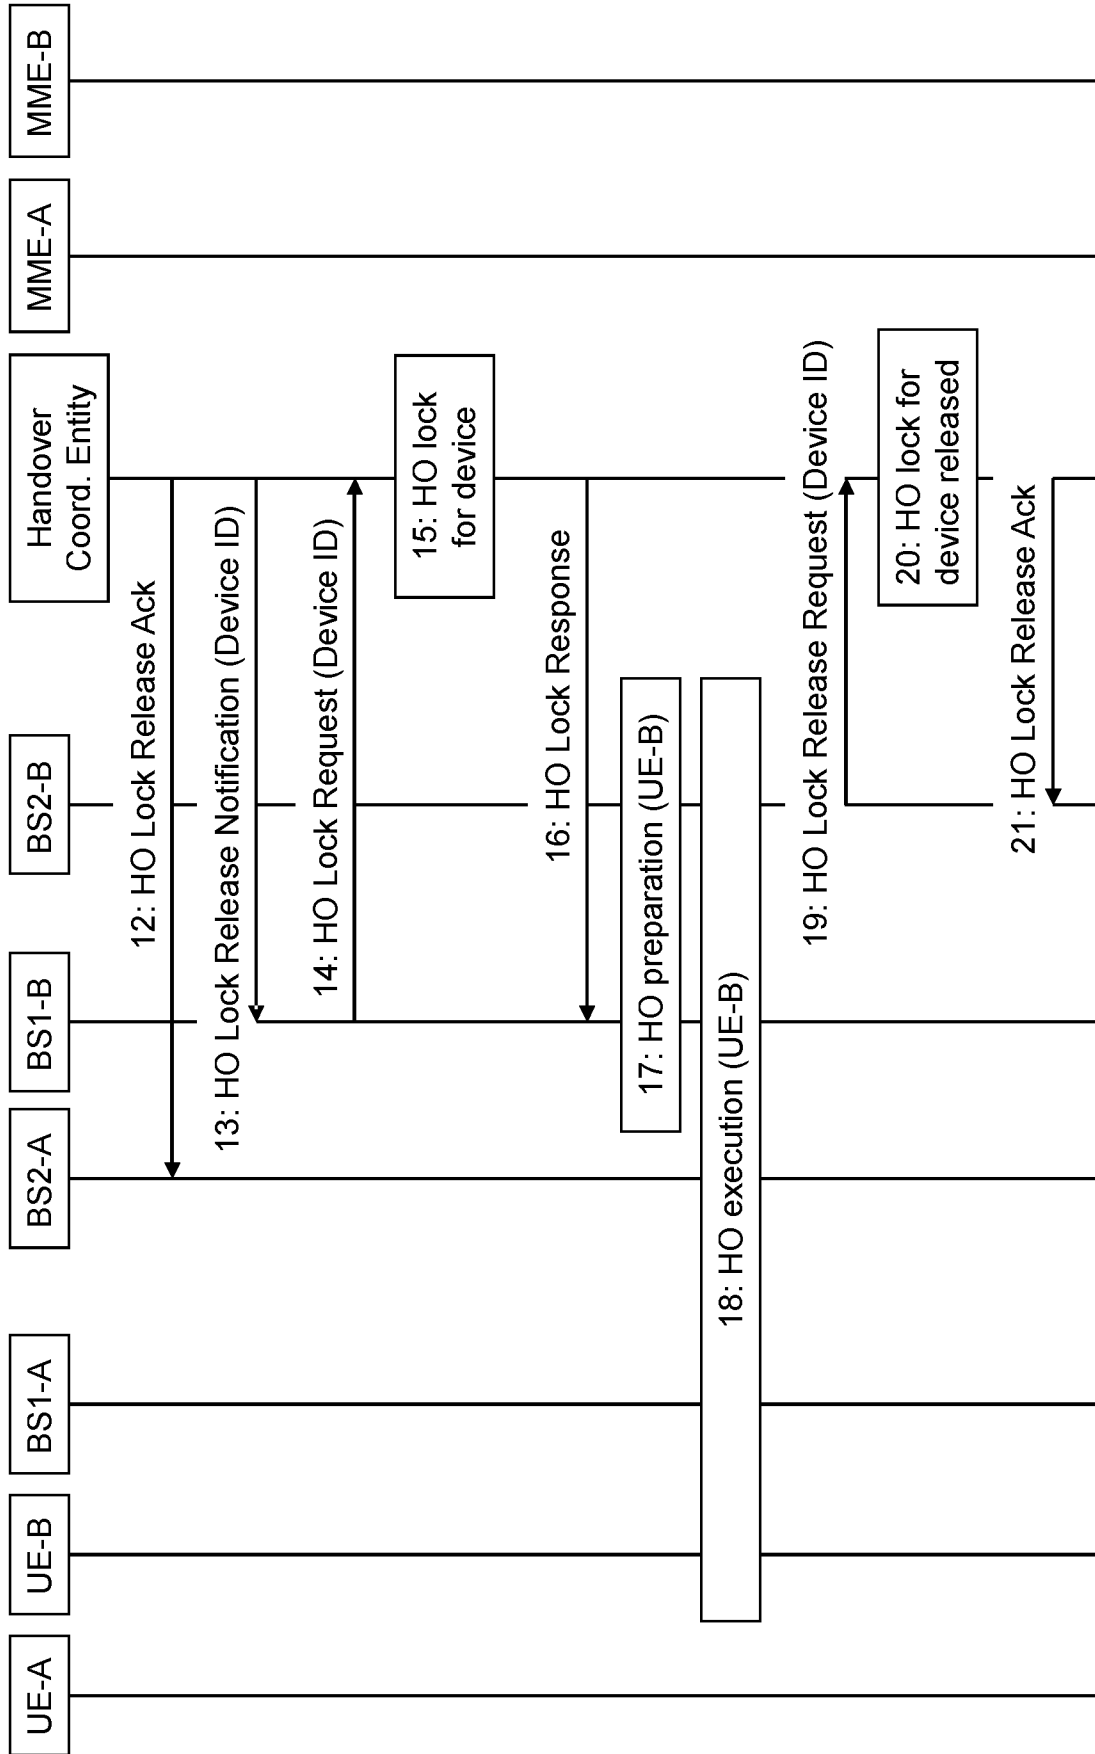 UE-A
UE-B
BS1-A
BS2-A
BS1-B
BS2-B
Handover
Coord. Entity
MME-A
MME-B
12: HO Lock Release Ack
13: HO Lock Release Notification (Device ID)
14: HO Lock Request (Device ID)
15: HO lock
for device
16: HO Lock Response
17: HO preparation (UE-B)
18: HO execution (UE-B)
19: HO Lock Release Request (Device ID)
20: HO lock for
device released
21: HO Lock Release Ack